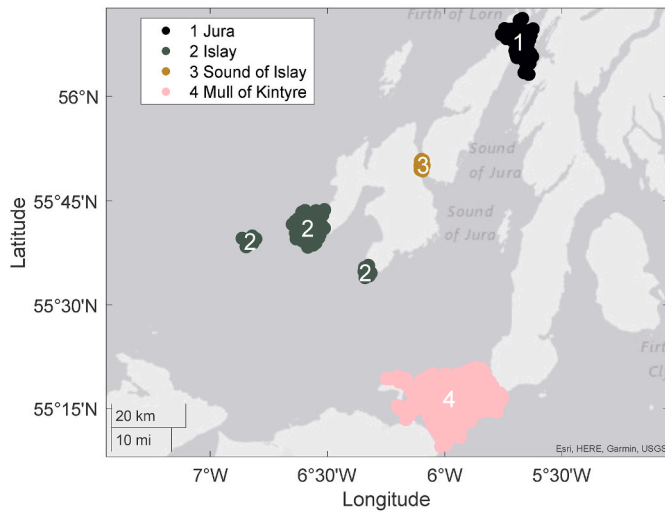 Firth of Lorn
1 Jura
2 Islay
3 Sound of Islay
4 Mull of Kintyre
1
56°N
Sound
of Jura
3
55°45'N
Sound
of Jura
2
2
2
Latitude
55°30'N
Firt
Cl
4
55°15'N
20 km
10 mi
Esri, HERE, Garmin, USGS
7°W
6°30'W
6°W
5°30'W
Longitude